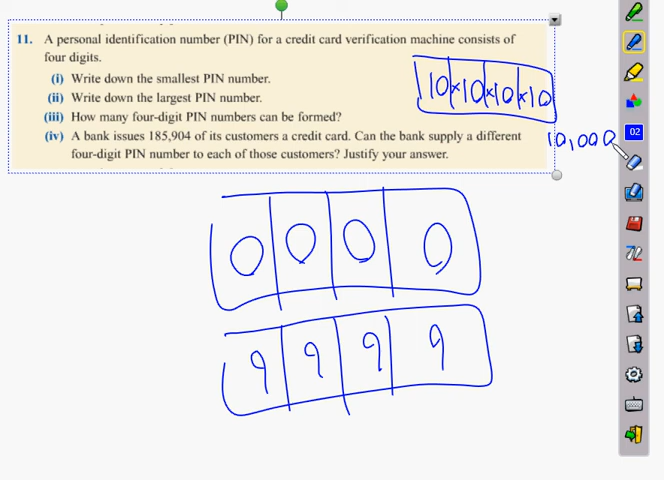 11. A personal identification number (PIN) for a credit card verification machine consists of
four digits.
(i) Write down the smallest PIN number.
(ii) Write down the largest PIN number.
(iii) How many four-digit PIN numbers can be formed?
(iv) A bank issues 185,904 of its customers a credit card. Can the bank supply a different
four-digit PIN number to each of those customers? Justify your answer.
10×10×10×10
10,000
0 0 0 0
9 9 9 9
02